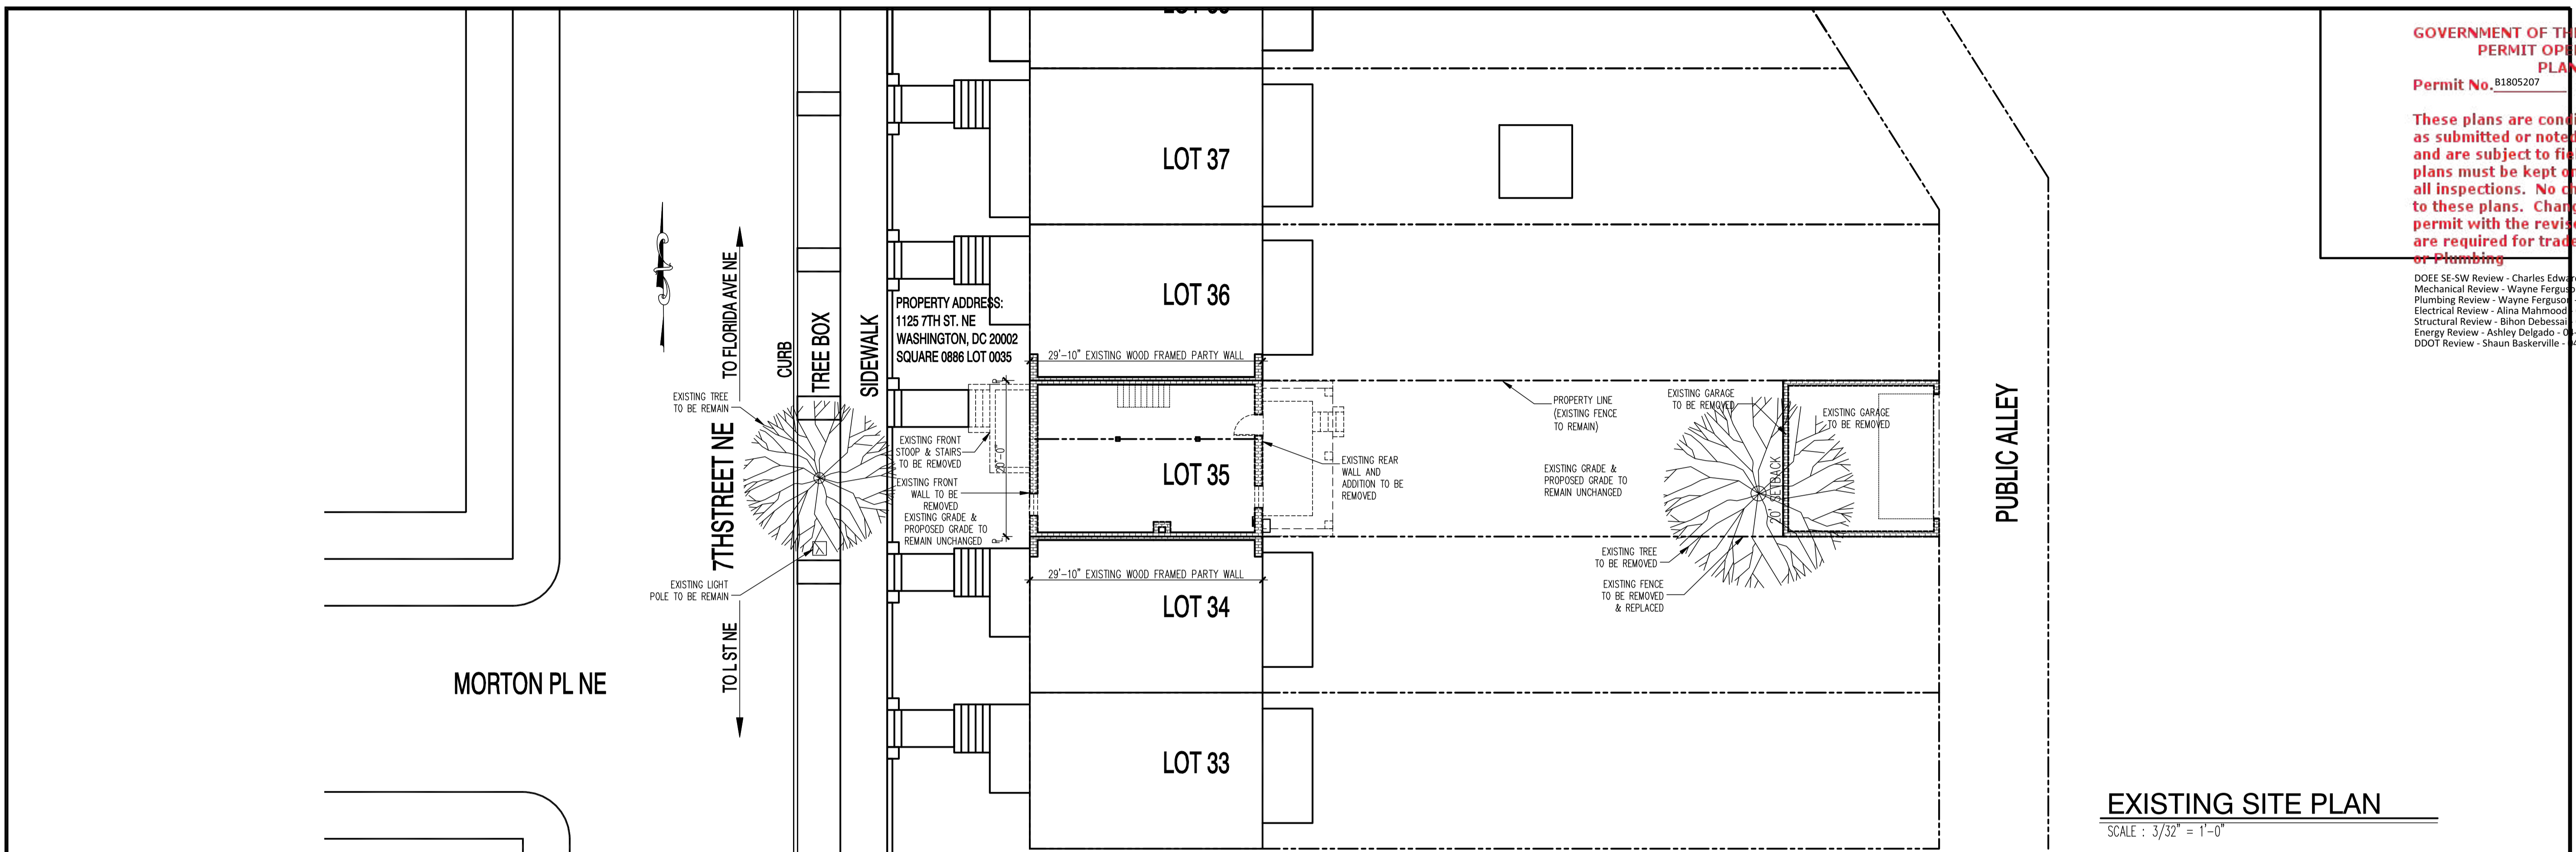 LOT 37
LOT 36
PROPERTY ADDRESS:
1125 7TH ST. NE
WASHINGTON, DC 20002
SQUARE 0886 LOT 0035
29'-10" EXISTING WOOD FRAMED PARTY WALL
TO FLORIDA AVE NE
CURB
TREE BOX
SIDEWALK
EXISTING TREE
TO BE REMAIN
7THSTREET NE
EXISTING FRONT
STOOP & STAIRS
TO BE REMOVED
20'-0"
EXISTING FRONT
WALL TO BE
REMOVED
EXISTING GRADE &
PROPOSED GRADE TO
REMAIN UNCHANGED
LOT 35
EXISTING REAR
WALL AND
ADDITION TO BE
REMOVED
PROPERTY LINE
(EXISTING FENCE
TO REMAIN)
EXISTING GRADE &
PROPOSED GRADE TO
REMAIN UNCHANGED
EXISTING GARAGE
TO BE REMOVED
EXISTING GARAGE
TO BE REMOVED
20' SETBACK
EXISTING TREE
TO BE REMOVED
EXISTING FENCE
TO BE REMOVED
& REPLACED
PUBLIC ALLEY
EXISTING LIGHT
POLE TO BE REMAIN
TO L ST NE
29'-10" EXISTING WOOD FRAMED PARTY WALL
LOT 34
MORTON PL NE
LOT 33
EXISTING SITE PLAN
SCALE : 3/32" = 1'-0"
GOVERNMENT OF TH
PERMIT OPE
PLA
Permit No. B1805207
These plans are cond
as submitted or note
and are subject to fie
plans must be kept o
all inspections. No c
to these plans. Chan
permit with the revis
are required for trad
or Plumbing
DOEE SE-SW Review - Charles Edwar
Mechanical Review - Wayne Ferguso
Plumbing Review - Wayne Ferguson
Electrical Review - Alina Mahmood
Structural Review - Bihon Debessai
Energy Review - Ashley Delgado - 0
DDOT Review - Shaun Baskerville -